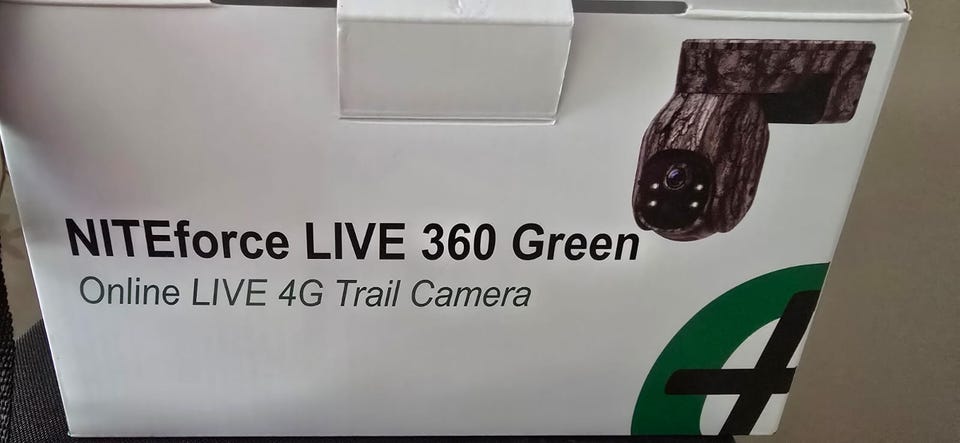 NITEforce LIVE 360 Green
Online LIVE 4G Trail Camera